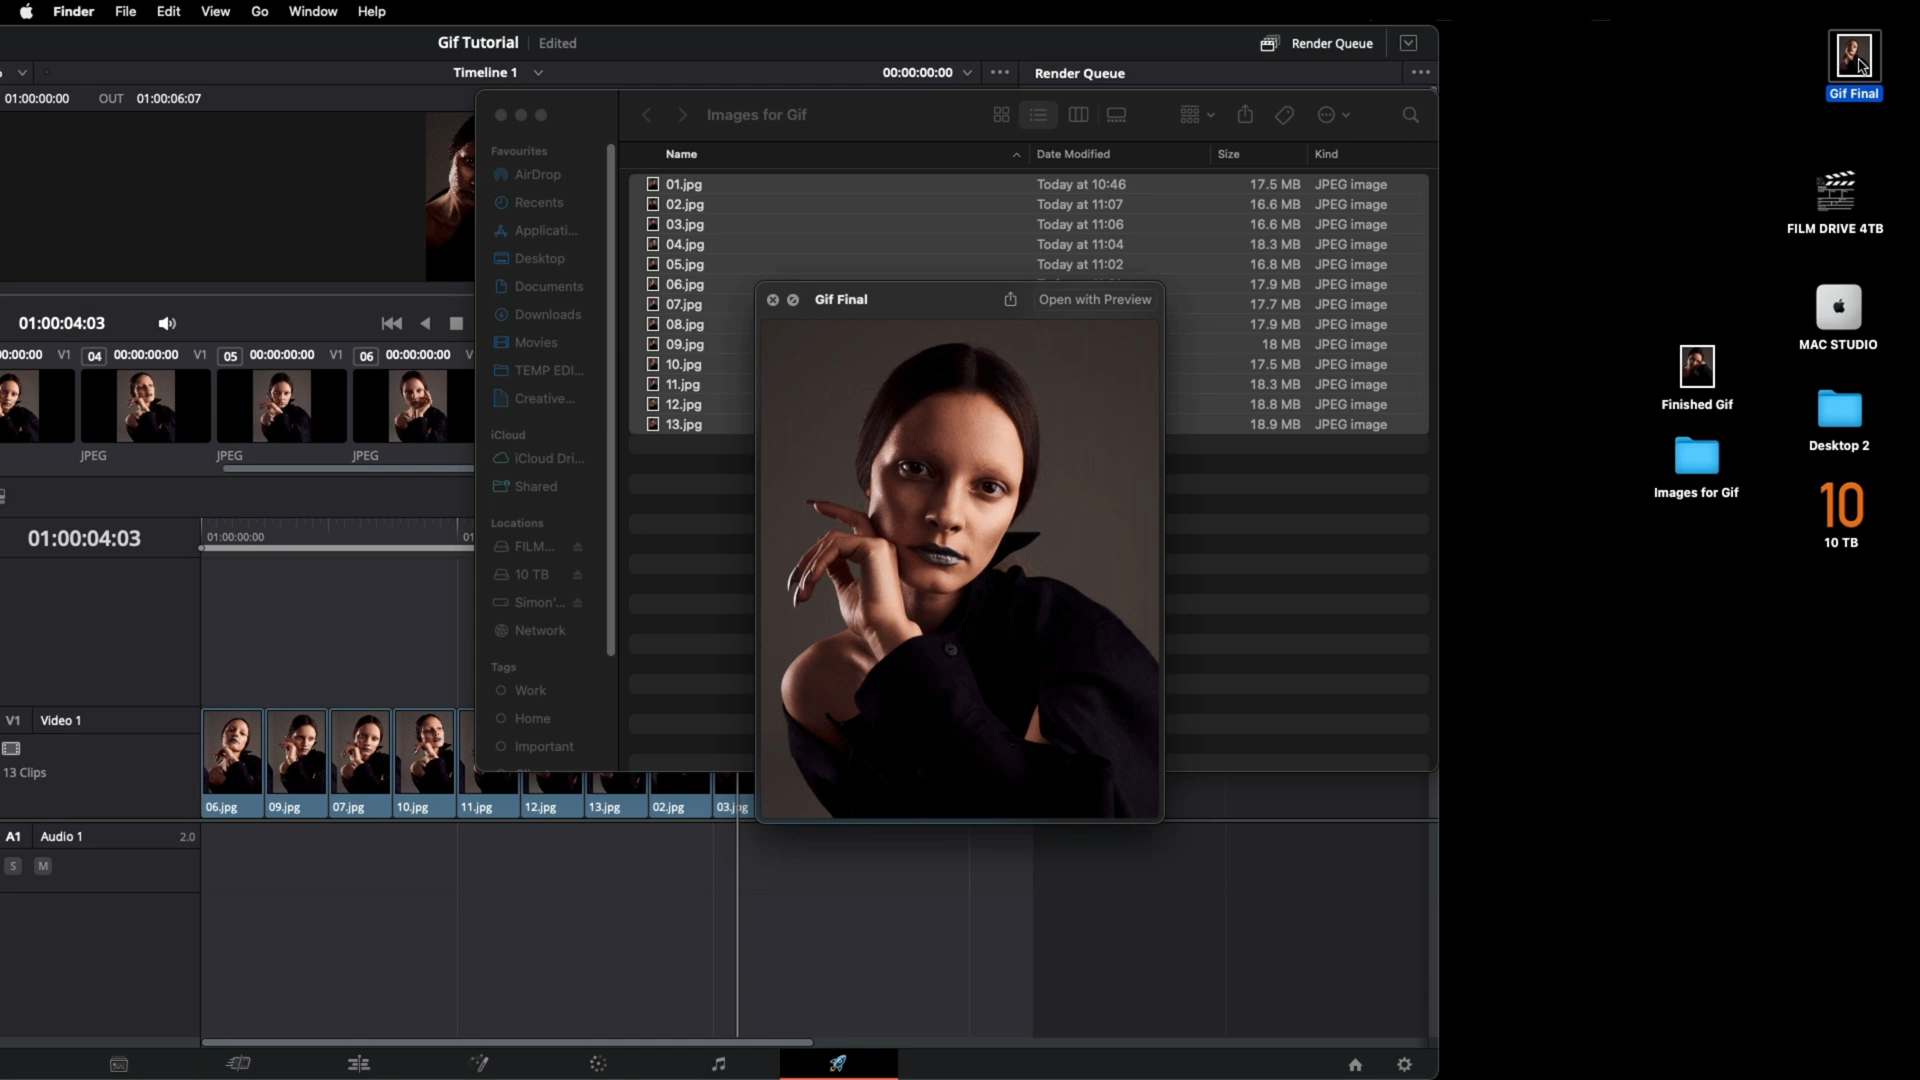 Finder File Edit View Go Window Help
Gif Tutorial Edited
Render Queue
Timeline 1
00:00:00:00
Render Queue
01:00:00:00 OUT 01:00:06:07
Images for Gif
Name Date Modified Size Kind
01.jpg Today at 10:46 17.5 MB JPEG image
02.jpg Today at 11:07 16.6 MB JPEG image
03.jpg Today at 11:06 16.6 MB JPEG image
04.jpg Today at 11:04 18.3 MB JPEG image
05.jpg Today at 11:02 16.8 MB JPEG image
06.jpg 17.9 MB JPEG image
07.jpg 17.7 MB JPEG image
08.jpg 17.9 MB JPEG image
09.jpg 18 MB JPEG image
10.jpg 17.5 MB JPEG image
11.jpg 18.3 MB JPEG image
12.jpg 18.8 MB JPEG image
13.jpg 18.9 MB JPEG image
Favourites
AirDrop
Recents
Applicati...
Desktop
Documents
Downloads
Movies
TEMP EDI...
Creative...
iCloud
iCloud Dri...
Shared
Locations
FILM...
10 TB
Simon'...
Network
Tags
Work
Home
Important
Gif Final
Open with Preview
01:00:04:03
00:00:00 V1 04 00:00:00:00 V1 05 00:00:00:00 V1 06 00:00:00:00
JPEG
JPEG
JPEG
01:00:04:03
01:00:00:00
V1 Video 1
13 Clips
06.jpg
09.jpg
07.jpg
10.jpg
11.jpg
12.jpg
13.jpg
02.jpg
03.jpg
A1 Audio 1 2.0
S M
Gif Final
FILM DRIVE 4TB
MAC STUDIO
Finished Gif
Desktop 2
Images for Gif
10
10 TB